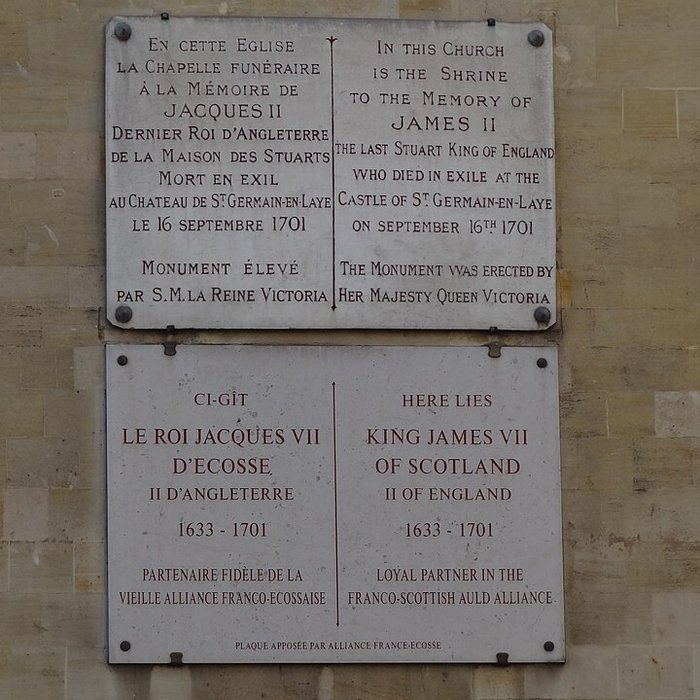 En cette Eglise
la Chapelle funéraire
à la Mémoire de
Jacques II
Dernier Roi d'Angleterre
de la Maison des Stuarts
Mort en exil
au Chateau de St. Germain-en-Laye
le 16 septembre 1701
Monument élevé
par S.M. la Reine Victoria
In this Church
is the Shrine
to the Memory of
James II
the last Stuart King of England
who died in exile at the
Castle of St. Germain-en-Laye
on september 16th 1701
The Monument was erected by
Her Majesty Queen Victoria
CI-GÎT
LE ROI JACQUES VII
D'ECOSSE
II D'ANGLETERRE
1633 - 1701
PARTENAIRE FIDÈLE DE LA
VIEILLE ALLIANCE FRANCO-ECOSSAISE
HERE LIES
KING JAMES VII
OF SCOTLAND
II OF ENGLAND
1633 - 1701
LOYAL PARTNER IN THE
FRANCO-SCOTTISH AULD ALLIANCE
PLAQUE APPOSÉE PAR ALLIANCE FRANCE-ECOSSE